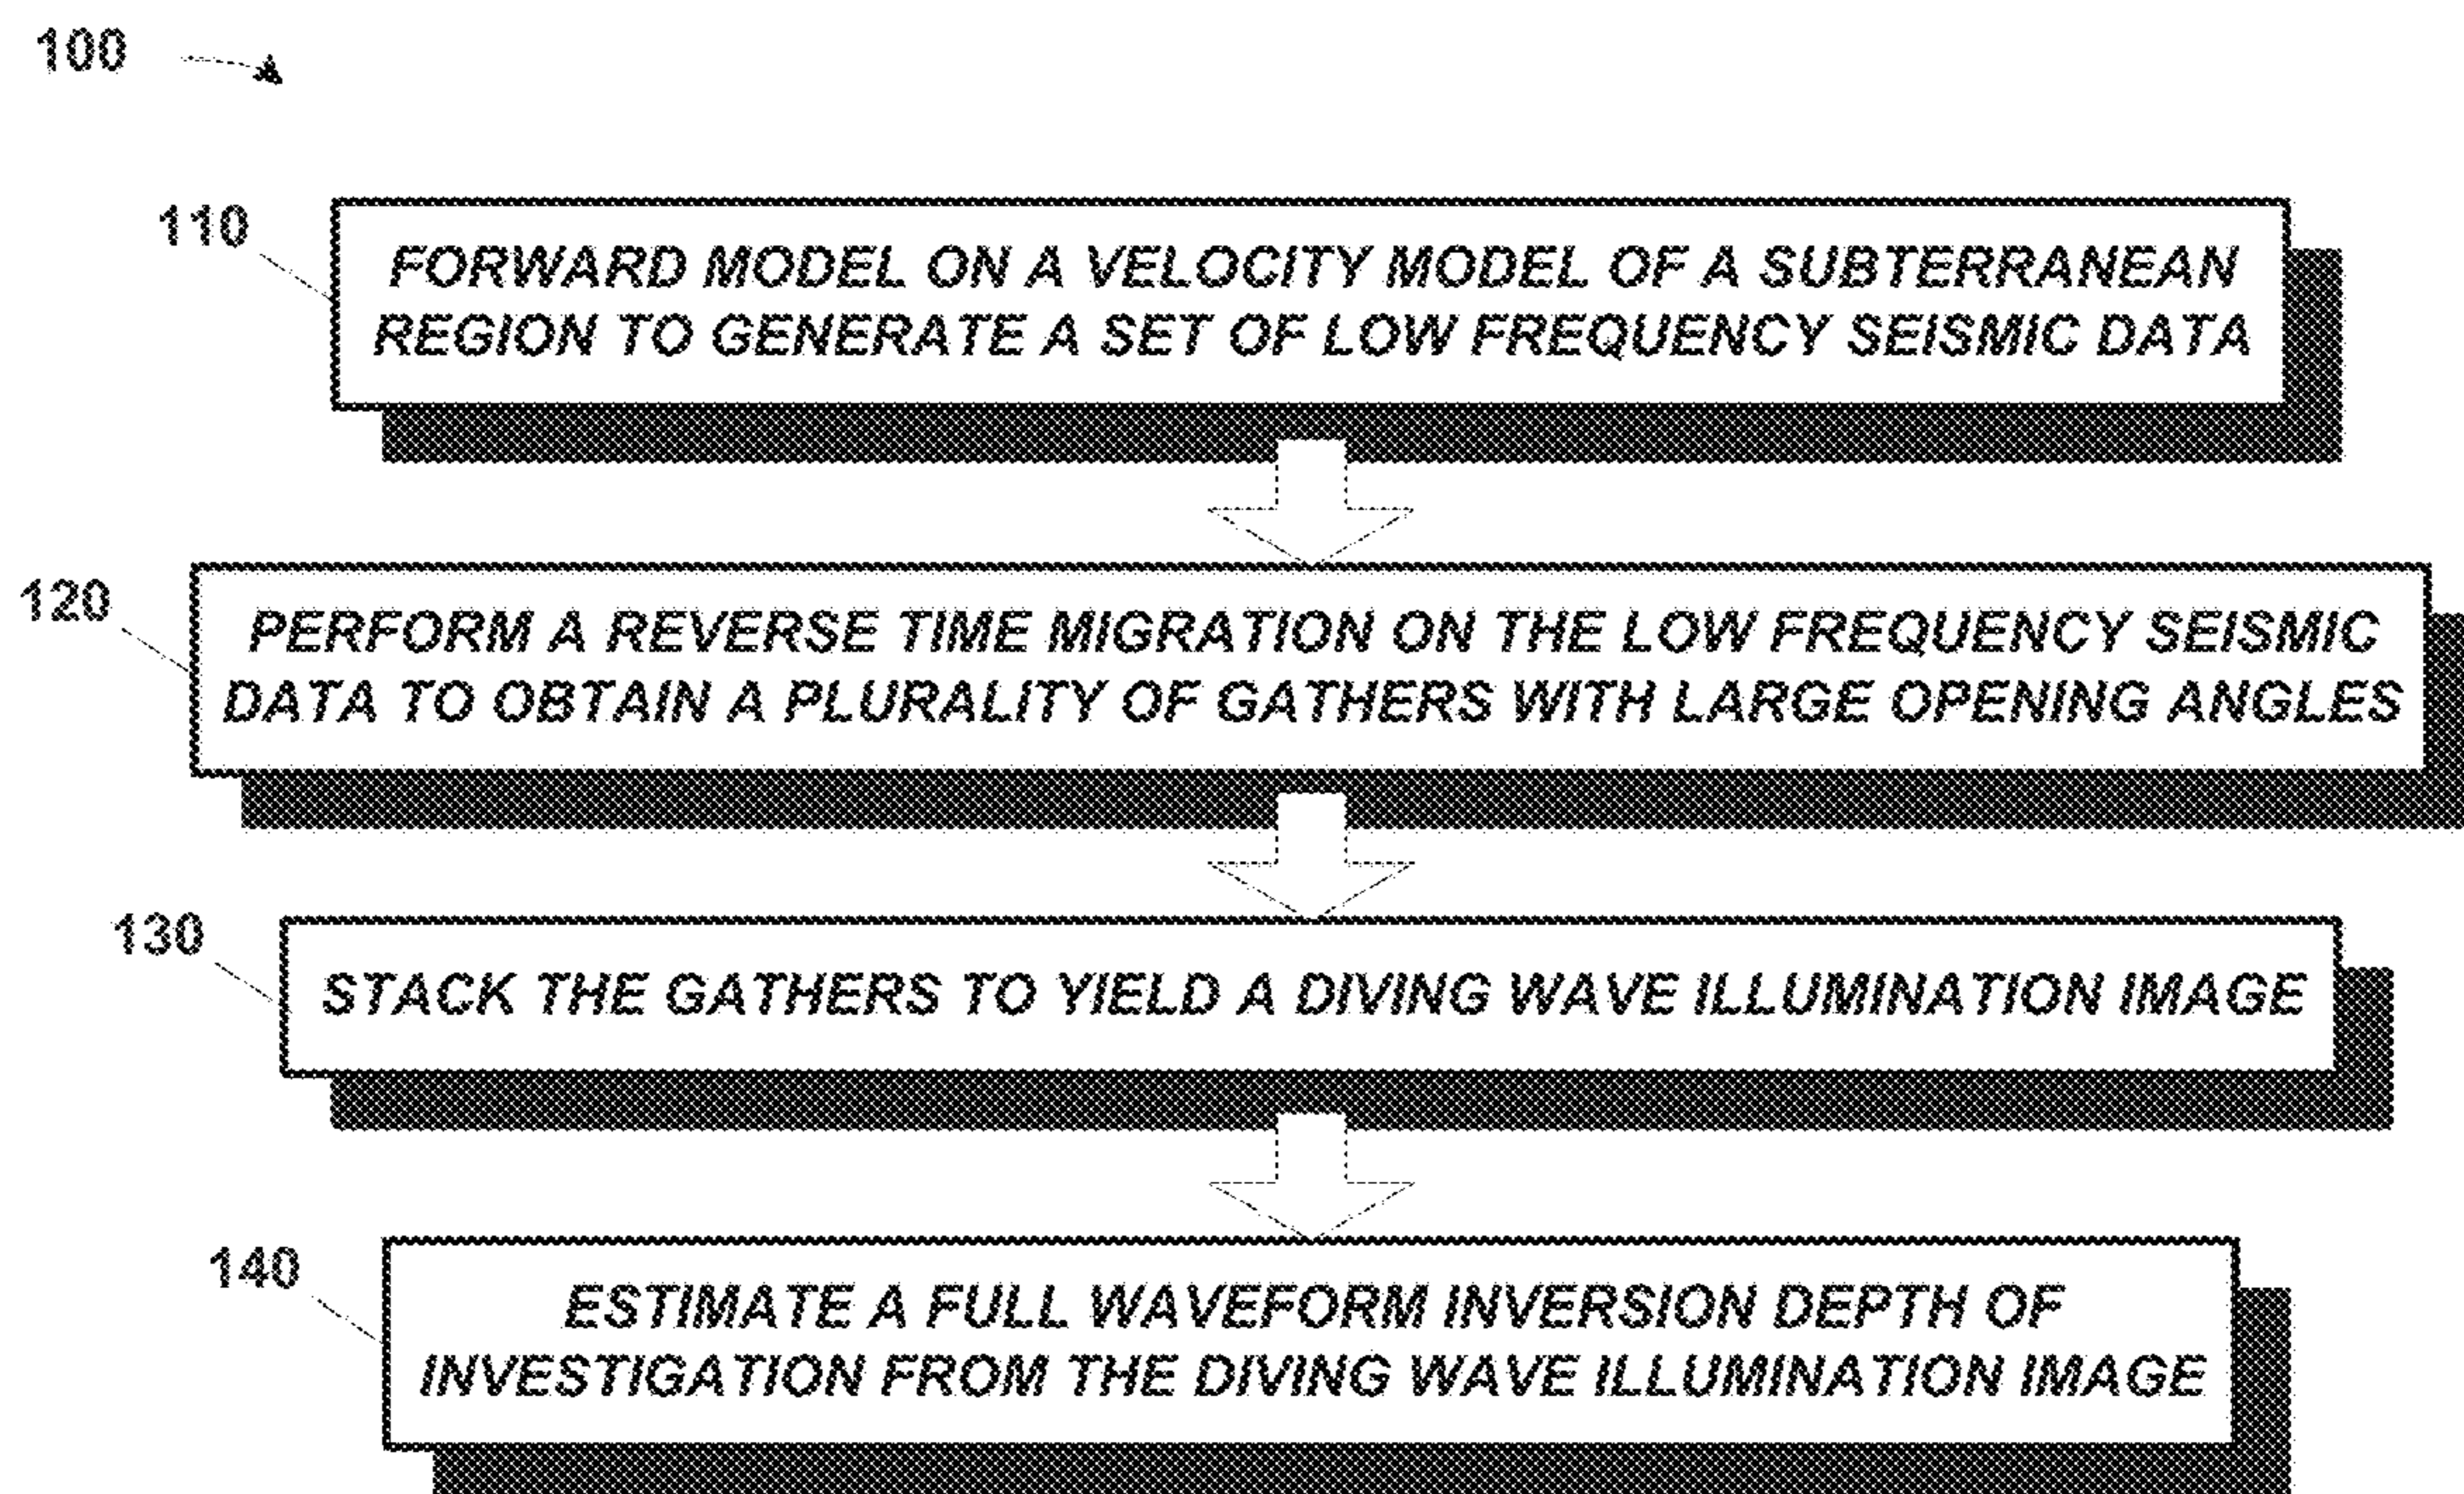 100
110
FORWARD MODEL ON A VELOCITY MODEL OF A SUBTERRANEAN
REGION TO GENERATE A SET OF LOW FREQUENCY SEISMIC DATA
120
PERFORM A REVERSE TIME MIGRATION ON THE LOW FREQUENCY SEISMIC
DATA TO OBTAIN A PLURALITY OF GATHERS WITH LARGE OPENING ANGLES
130
STACK THE GATHERS TO YIELD A DIVING WAVE ILLUMINATION IMAGE
140
ESTIMATE A FULL WAVEFORM INVERSION DEPTH OF
INVESTIGATION FROM THE DIVING WAVE ILLUMINATION IMAGE